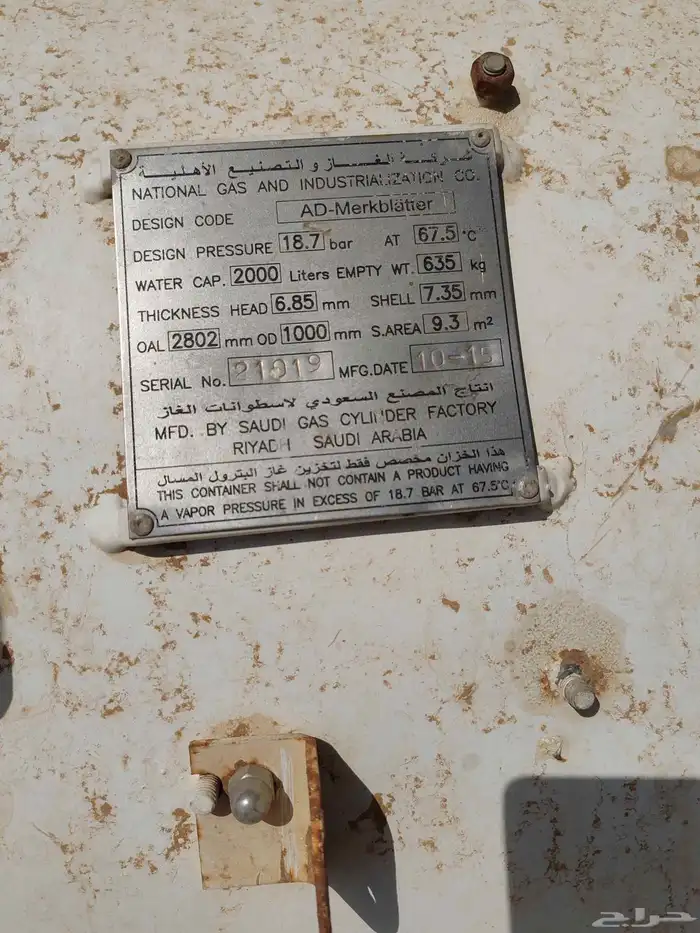 شركة الغاز والتصنيع الأهلية
NATIONAL GAS AND INDUSTRIALIZATION CO.
DESIGN CODE AD-Merkblätter
DESIGN PRESSURE 18.7 bar AT 67.5 °C
WATER CAP. 2000 Liters EMPTY WT. 635 kg
THICKNESS HEAD 6.85 mm SHELL 7.35 mm
OAL 2802 mm OD 1000 mm S.AREA 9.3 m²
SERIAL No. 21019 MFG.DATE 10-15
انتاج المصنع السعودي لاسطوانات الغاز
MFD. BY SAUDI GAS CYLINDER FACTORY
RIYADH SAUDI ARABIA
هذا الخزان مخصص فقط لتخزين غاز البترول المسال
THIS CONTAINER SHALL NOT CONTAIN A PRODUCT HAVING
A VAPOR PRESSURE IN EXCESS OF 18.7 BAR AT 67.5°C
حراج